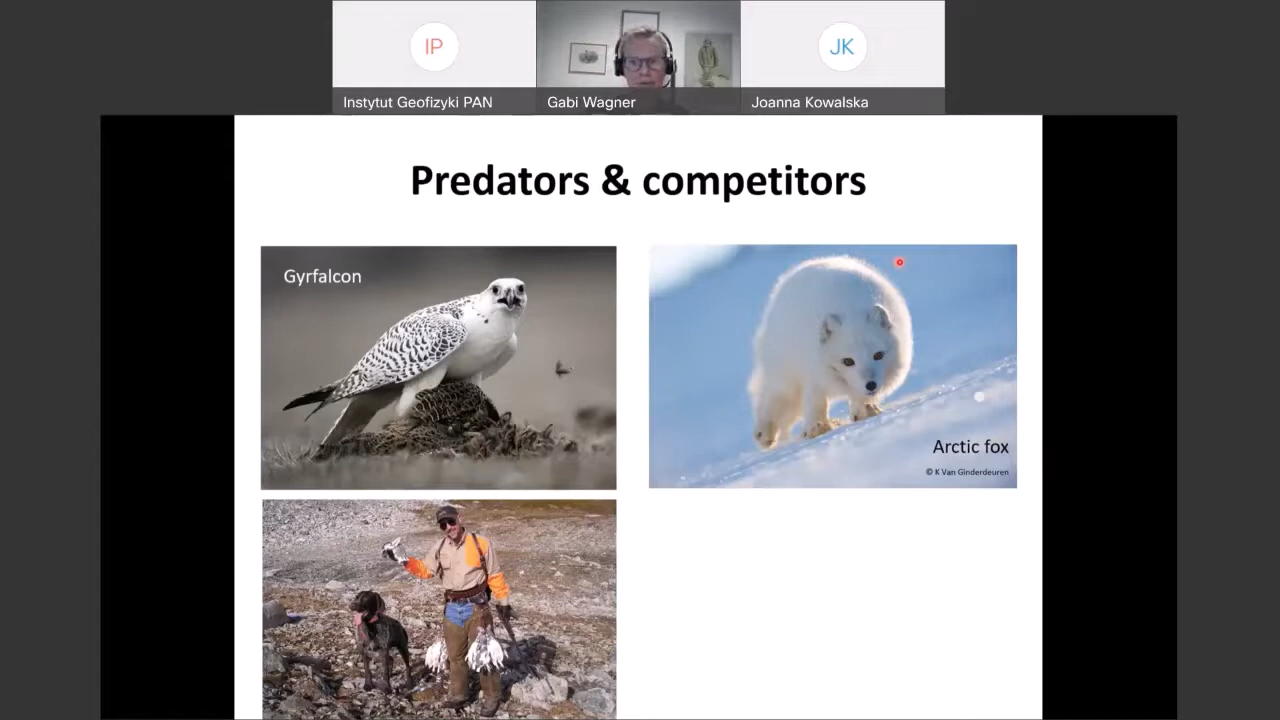 IP
JK
Instytut Geofizyki PAN
Gabi Wagner
Joanna Kowalska
Predators & competitors
Gyrfalcon
Arctic fox
© K Van Ginderdeuren